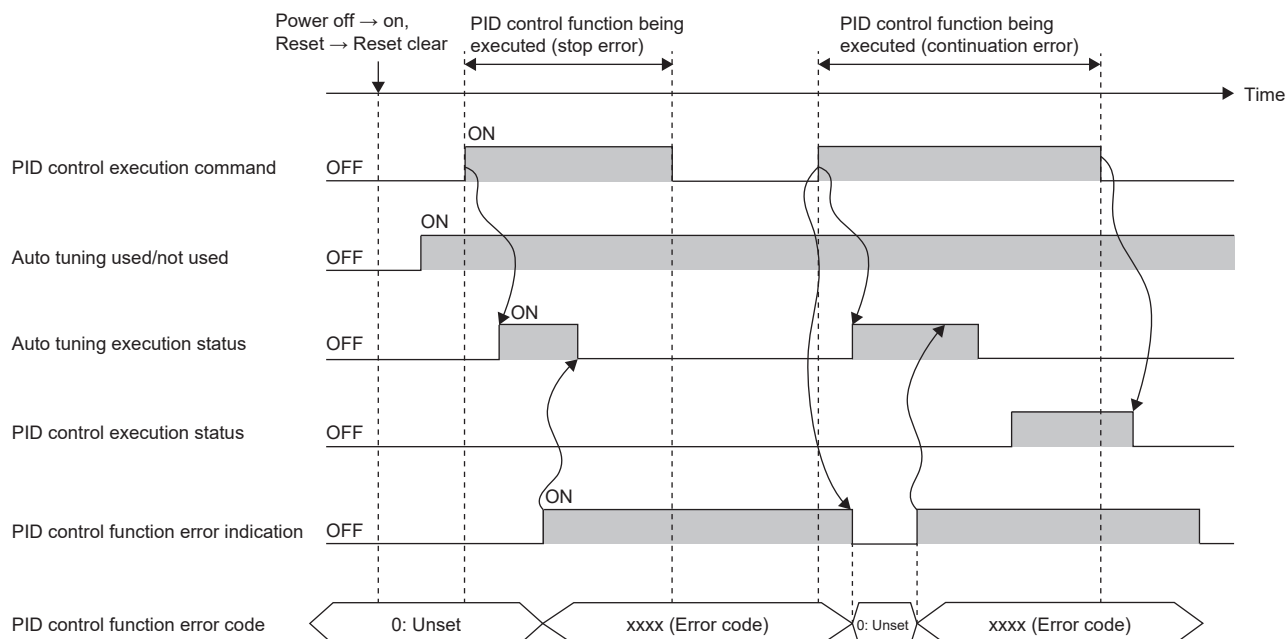 Power off → on,
Reset → Reset clear
PID control function being
executed (stop error)
PID control function being
executed (continuation error)
Time
ON
PID control execution command
OFF
ON
Auto tuning used/not used
OFF
ON
Auto tuning execution status
OFF
PID control execution status
OFF
ON
PID control function error indication
OFF
PID control function error code
0: Unset
xxxx (Error code)
0: Unset
xxxx (Error code)